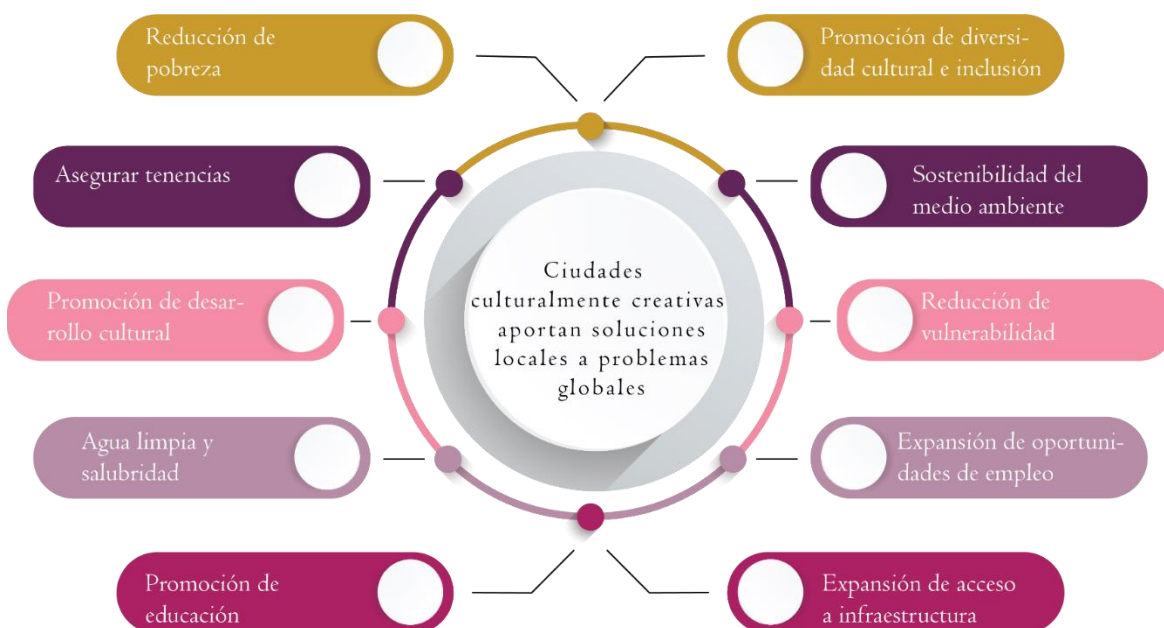 Reducción de
pobreza
Promoción de diversi-
dad cultural e inclusión
Asegurar tenencias
Sostenibilidad del
medio ambiente
Ciudades
culturalmente creativas
aportan soluciones
locales a problemas
globales
Promoción de desar-
rollo cultural
Reducción de
vulnerabilidad
Agua limpia y
salubridad
Expansión de oportuni-
dades de empleo
Promoción de
educación
Expansión de acceso
a infraestructura